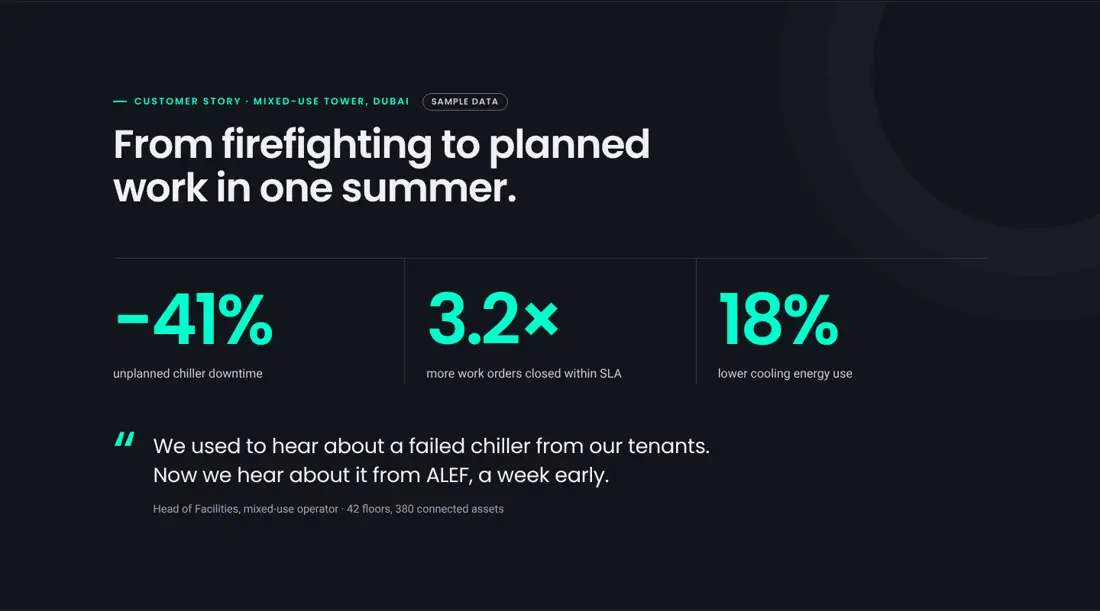 CUSTOMER STORY · MIXED-USE TOWER, DUBAI
SAMPLE DATA
From firefighting to planned
work in one summer.
-41%
unplanned chiller downtime
3.2×
more work orders closed within SLA
18%
lower cooling energy use
“
We used to hear about a failed chiller from our tenants.
Now we hear about it from ALEF, a week early.
Head of Facilities, mixed-use operator · 42 floors, 380 connected assets